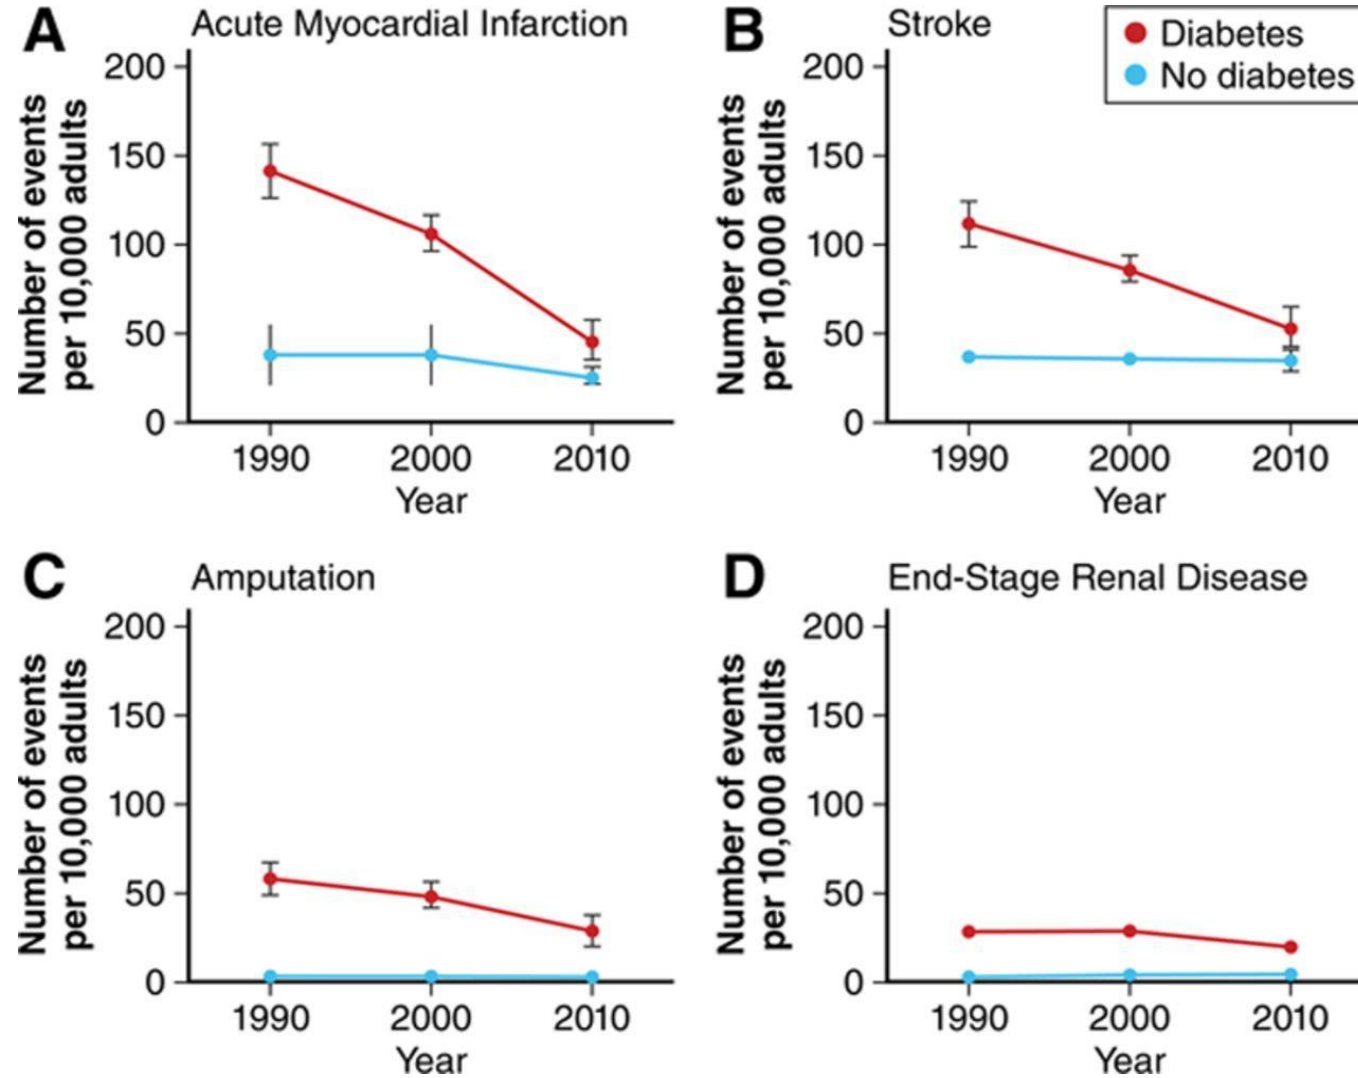 A Acute Myocardial Infarction
Number of events
per 10,000 adults
200
150
100
50
0
1990 2000 2010
Year
B Stroke
Diabetes
No diabetes
Number of events
per 10,000 adults
200
150
100
50
0
1990 2000 2010
Year
C Amputation
Number of events
per 10,000 adults
200
150
100
50
0
1990 2000 2010
Year
D End-Stage Renal Disease
Number of events
per 10,000 adults
200
150
100
50
0
1990 2000 2010
Year